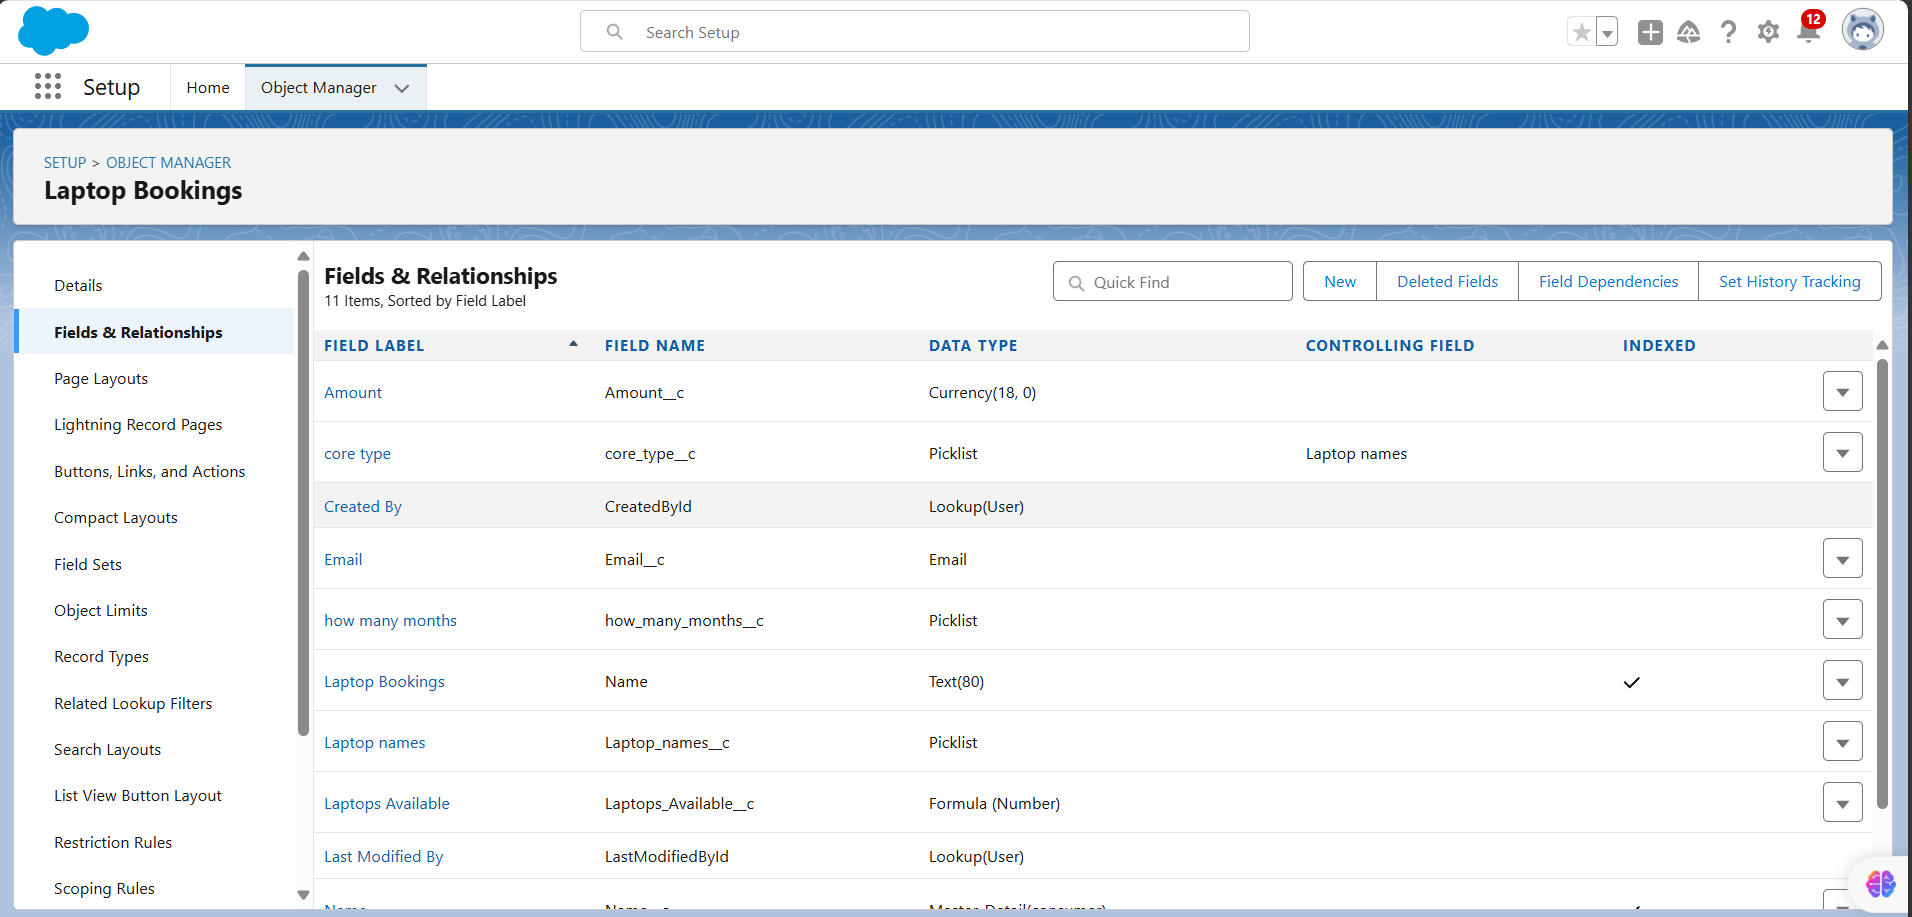 Search Setup
12
Setup
Home
Object Manager
SETUP > OBJECT MANAGER
Laptop Bookings
Details
Fields & Relationships
Page Layouts
Lightning Record Pages
Buttons, Links, and Actions
Compact Layouts
Field Sets
Object Limits
Record Types
Related Lookup Filters
Search Layouts
List View Button Layout
Restriction Rules
Scoping Rules
Fields & Relationships
11 Items, Sorted by Field Label
Quick Find
New
Deleted Fields
Field Dependencies
Set History Tracking
FIELD LABEL FIELD NAME DATA TYPE CONTROLLING FIELD INDEXED
Amount Amount__c Currency(18, 0)
core type core_type__c Picklist Laptop names
Created By CreatedById Lookup(User)
Email Email__c Email
how many months how_many_months__c Picklist
Laptop Bookings Name Text(80)
Laptop names Laptop_names__c Picklist
Laptops Available Laptops_Available__c Formula (Number)
Last Modified By LastModifiedById Lookup(User)
Name Name__c Master-Detail(consumer)